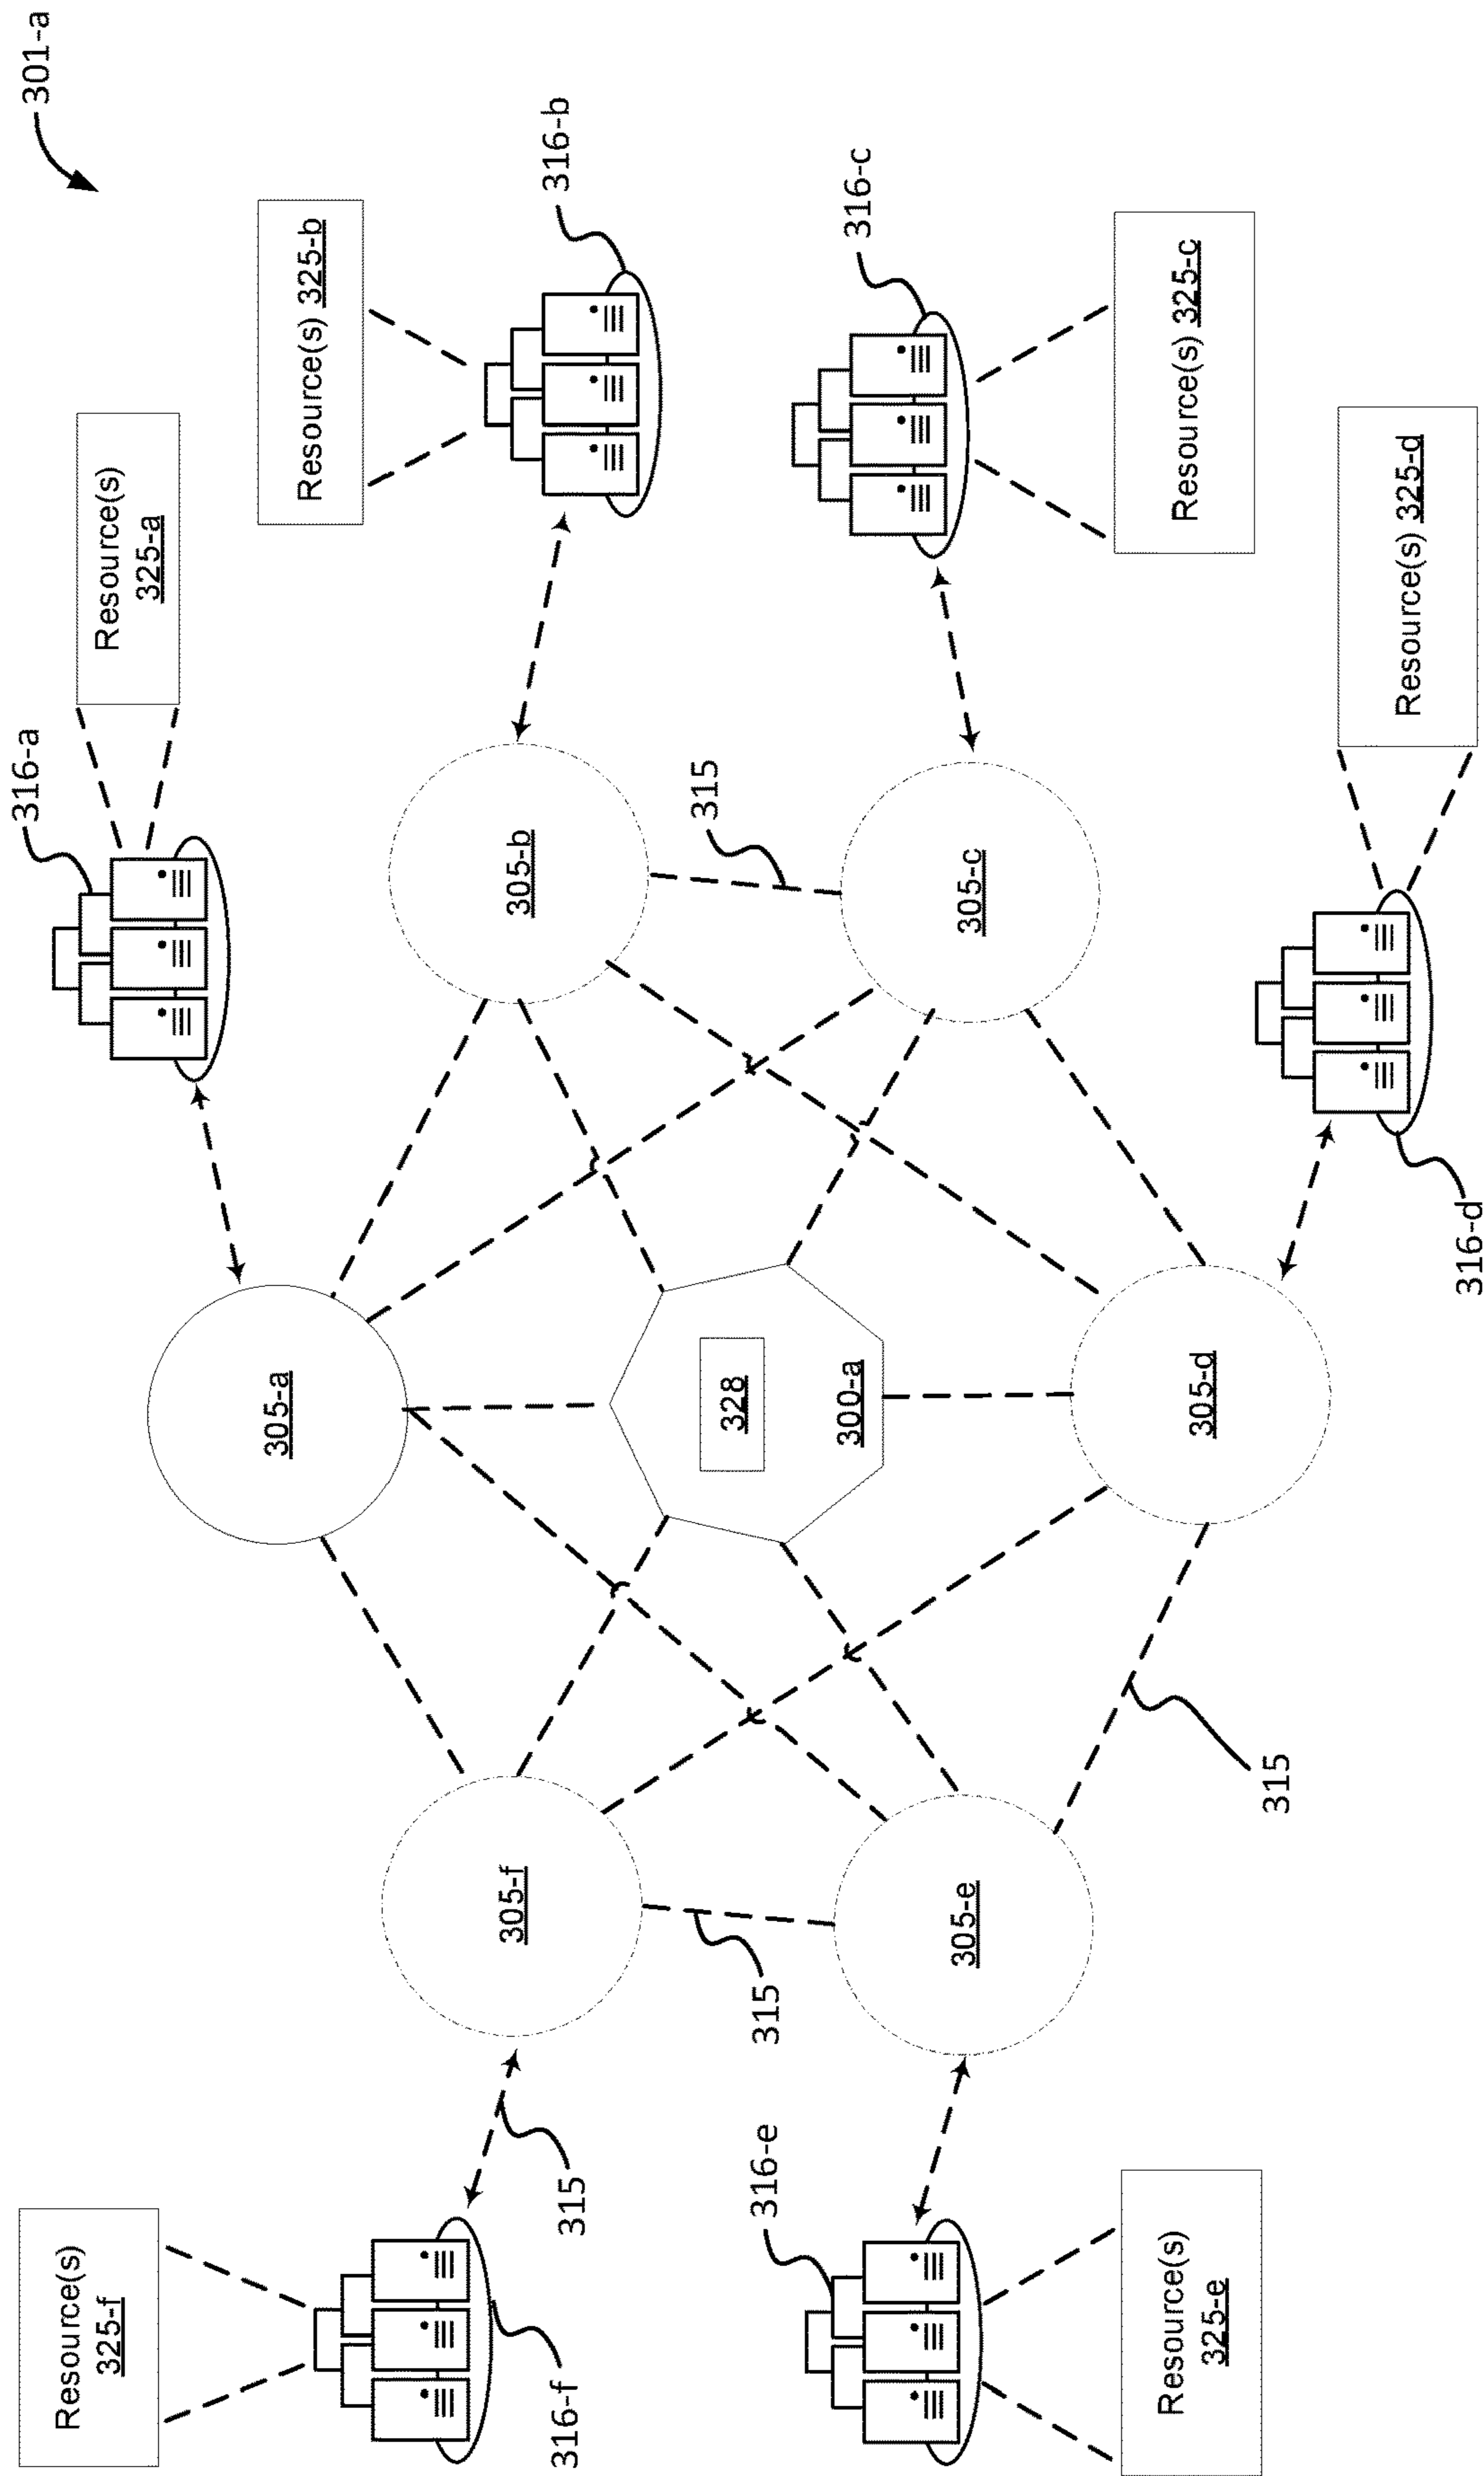 301-a
316-a
Resource(s)
325-f
Resource(s)
325-a
305-a
Resource(s) 325-b
305-f
305-b
316-b
316-f
315
315
328
316-e
315
300-a
316-c
305-e
305-c
Resource(s)
325-e
305-d
Resource(s) 325-c
315
Resource(s) 325-d
316-d